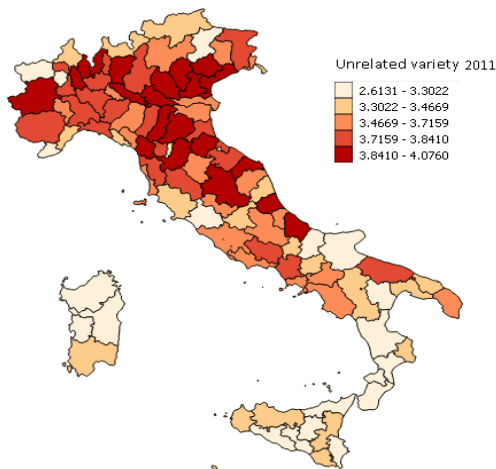 Unrelated variety 2011
2.6131 - 3.3022
3.3022 - 3.4669
3.4669 - 3.7159
3.7159 - 3.8410
3.8410 - 4.0760